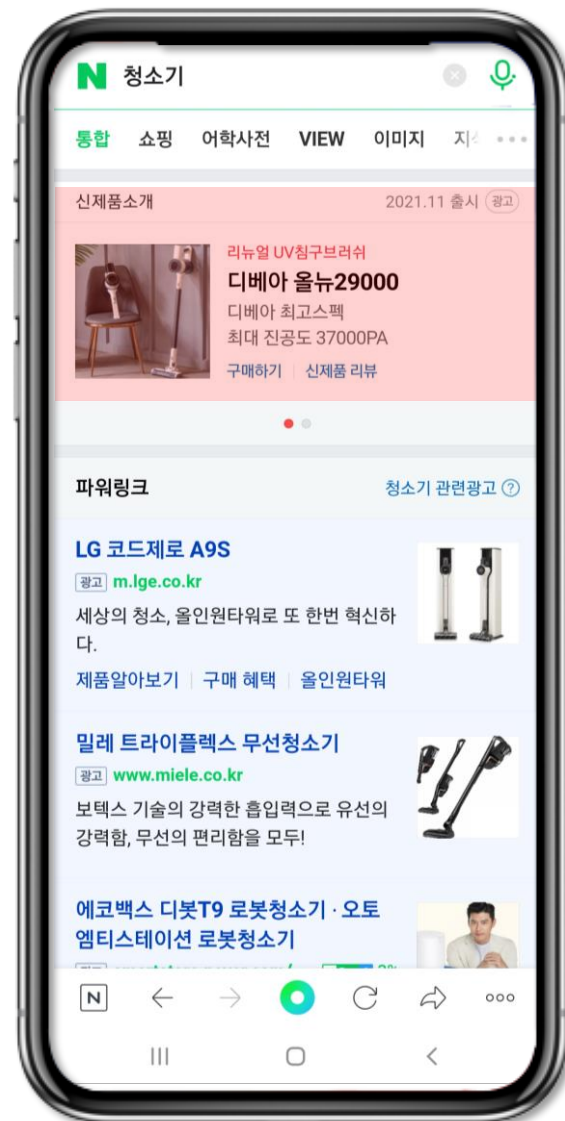 N 청소기
통합 쇼핑 어학사전 VIEW 이미지
신제품소개 2021.11 출시 광고
리뉴얼 UV침구브러쉬
디베아 올뉴29000
디베아 최고스펙
최대 진공도 37000PA
구매하기 신제품 리뷰
파워링크 청소기 관련광고 ?
LG 코드제로 A9S
광고 m.lge.co.kr
세상의 청소, 올인원타워로 또 한번 혁신하
다.
제품알아보기 구매 혜택 올인원타워
밀레 트라이플렉스 무선청소기
광고 www.miele.co.kr
보텍스 기술의 강력한 흡입력으로 유선의
강력함, 무선의 편리함을 모두!
에코백스 디봇T9 로봇청소기 · 오토
엠티스테이션 로봇청소기
N